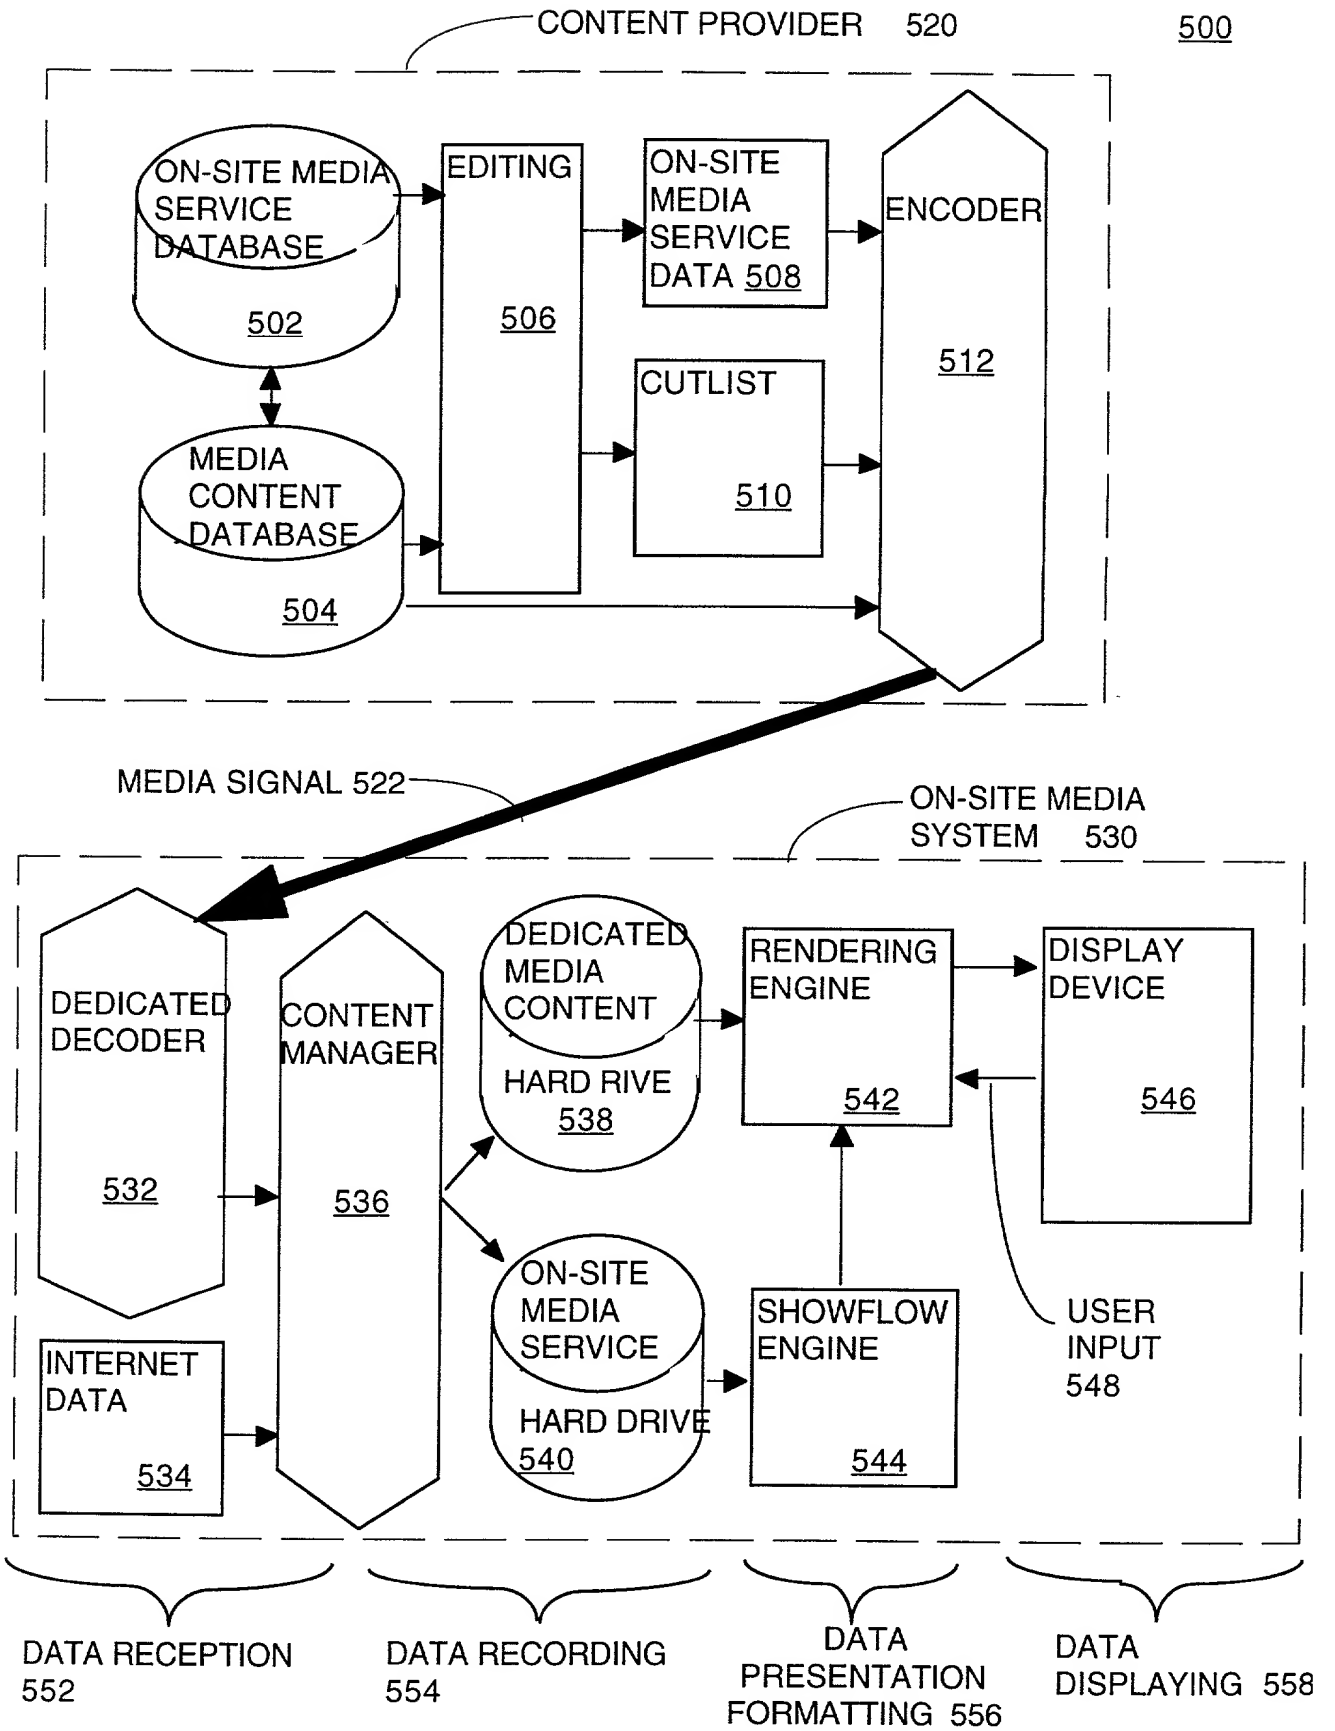 CONTENT PROVIDER 520
500
ON-SITE MEDIA
SERVICE
DATABASE
502
EDITING
506
ON-SITE
MEDIA
SERVICE
DATA 508
ENCODER
512
CUTLIST
510
MEDIA
CONTENT
DATABASE
504
MEDIA SIGNAL 522
ON-SITE MEDIA
SYSTEM 530
DEDICATED
DECODER
532
CONTENT
MANAGER
536
DEDICATED
MEDIA
CONTENT
HARD RIVE
538
RENDERING
ENGINE
542
DISPLAY
DEVICE
546
INTERNET
DATA
534
ON-SITE
MEDIA
SERVICE
HARD DRIVE
540
SHOWFLOW
ENGINE
544
USER
INPUT
548
DATA RECEPTION
552
DATA RECORDING
554
DATA
PRESENTATION
FORMATTING 556
DATA
DISPLAYING 558